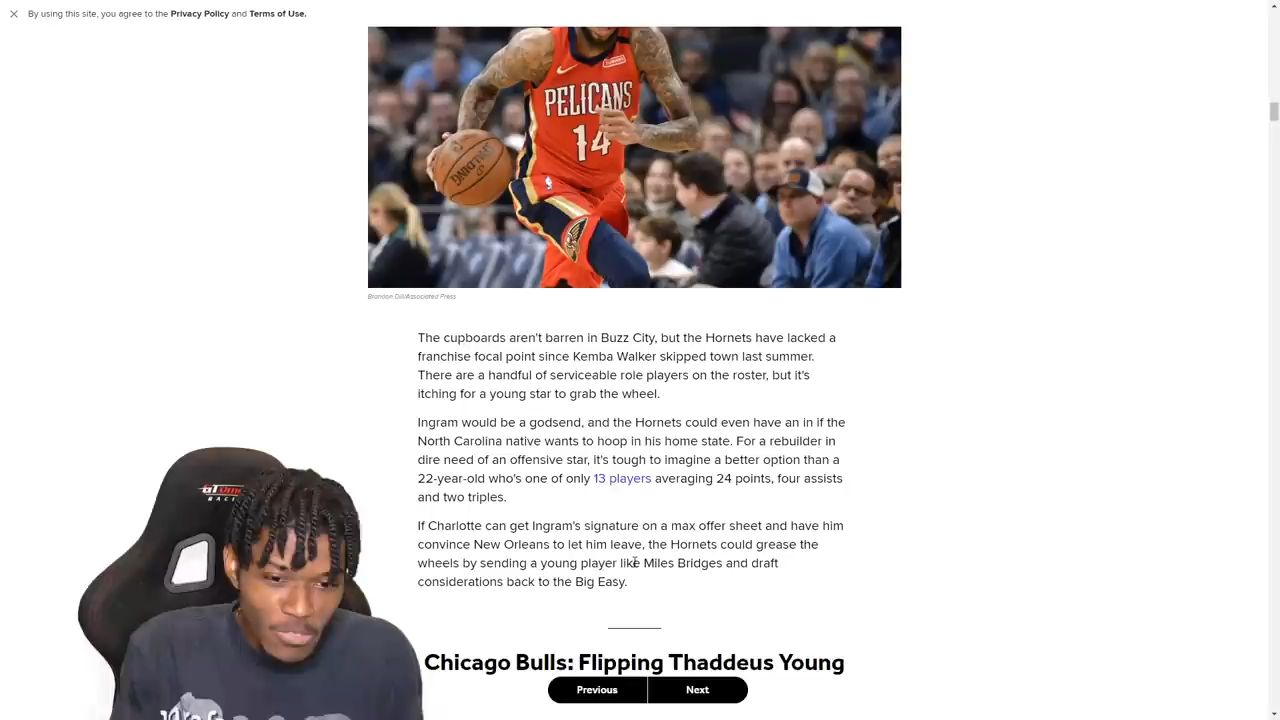 By using this site, you agree to the Privacy Policy and Terms of Use.
PELICANS
14
SPALDING
Brandon Dill/Associated Press
The cupboards aren't barren in Buzz City, but the Hornets have lacked a
franchise focal point since Kemba Walker skipped town last summer.
There are a handful of serviceable role players on the roster, but it's
itching for a young star to grab the wheel.
Ingram would be a godsend, and the Hornets could even have an in if the
North Carolina native wants to hoop in his home state. For a rebuilder in
dire need of an offensive star, it's tough to imagine a better option than a
22-year-old who's one of only 13 players averaging 24 points, four assists
and two triples.
If Charlotte can get Ingram's signature on a max offer sheet and have him
convince New Orleans to let him leave, the Hornets could grease the
wheels by sending a young player like Miles Bridges and draft
considerations back to the Big Easy.
Chicago Bulls: Flipping Thaddeus Young
Previous
Next